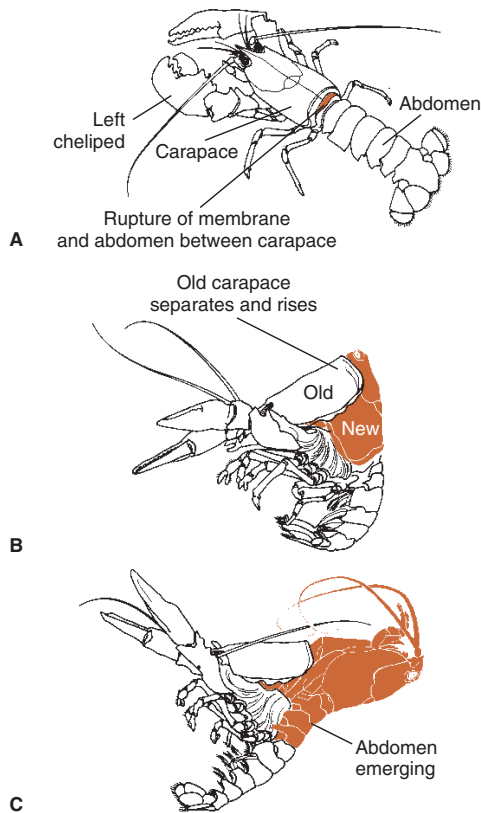 Left
cheliped
Carapace
Abdomen
Rupture of membrane
and abdomen between carapace
A
Old carapace
separates and rises
Old
New
B
Abdomen
emerging
C